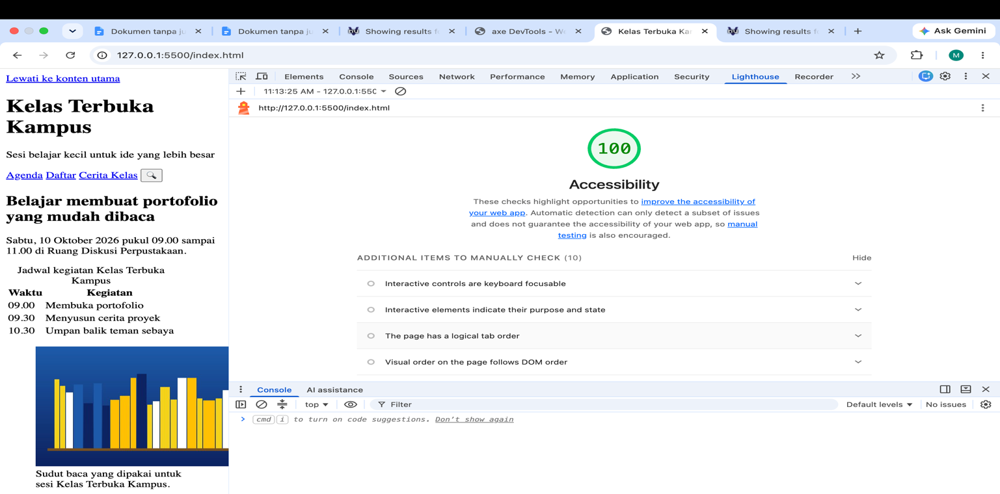 Dokumen tanpa ju
Dokumen tanpa ju
Showing results f
axe DevTools - We
Kelas Terbuka Ka
Showing results f
Ask Gemini
127.0.0.1:5500/index.html
M
Lewati ke konten utama
Kelas Terbuka
Kampus
Sesi belajar kecil untuk ide yang lebih besar
Agenda Daftar Cerita Kelas
Belajar membuat portofolio
yang mudah dibaca
Sabtu, 10 Oktober 2026 pukul 09.00 sampai
11.00 di Ruang Diskusi Perpustakaan.
Jadwal kegiatan Kelas Terbuka
Kampus
Waktu Kegiatan
09.00 Membuka portofolio
09.30 Menyusun cerita proyek
10.30 Umpan balik teman sebaya
Sudut baca yang dipakai untuk
sesi Kelas Terbuka Kampus.
Elements Console Sources Network Performance Memory Application Security Lighthouse Recorder
11:13:25 AM - 127.0.0.1:550
http://127.0.0.1:5500/index.html
100
Accessibility
These checks highlight opportunities to improve the accessibility of
your web app. Automatic detection can only detect a subset of issues
and does not guarantee the accessibility of your web app, so manual
testing is also encouraged.
ADDITIONAL ITEMS TO MANUALLY CHECK (10) Hide
Interactive controls are keyboard focusable
Interactive elements indicate their purpose and state
The page has a logical tab order
Visual order on the page follows DOM order
Console AI assistance
top Filter Default levels No issues
cmd i to turn on code suggestions. Don't show again